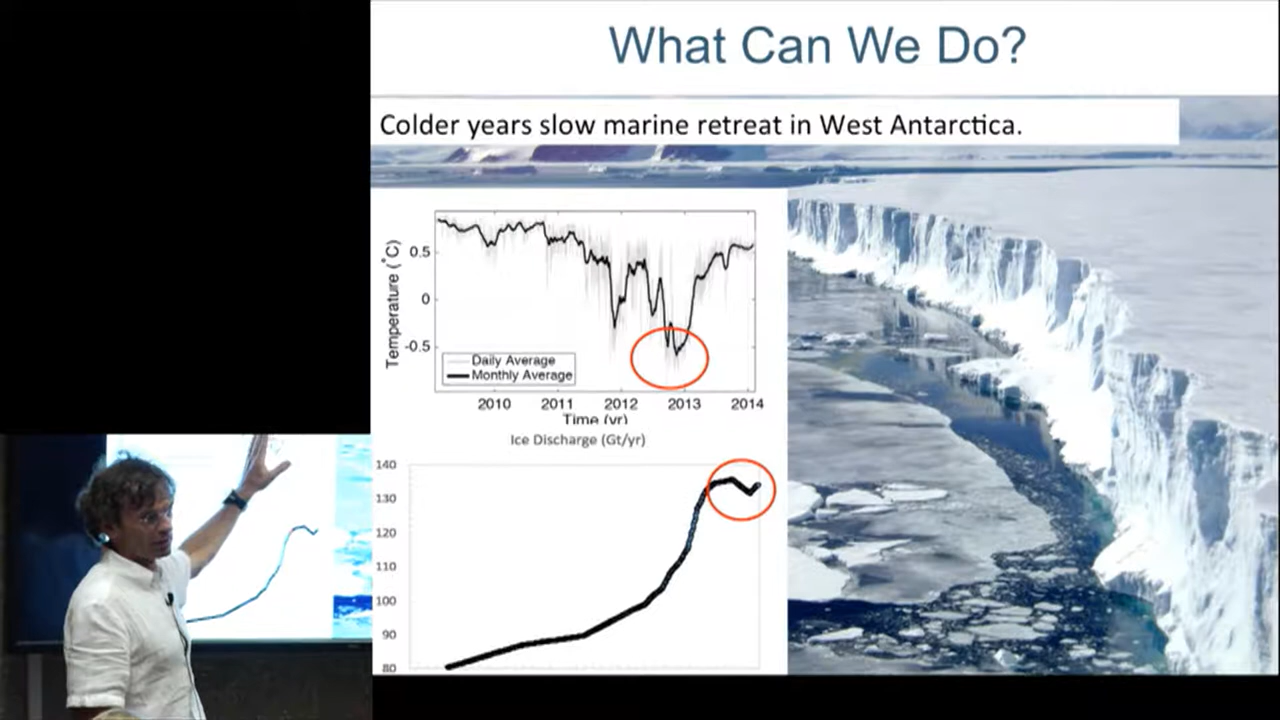 What Can We Do?
Colder years slow marine retreat in West Antarctica.
Temperature (˚C)
0.5
0
-0.5
Daily Average
Monthly Average
2010 2011 2012 2013 2014
Time (yr)
Ice Discharge (Gt/yr)
140
130
120
110
100
90
80